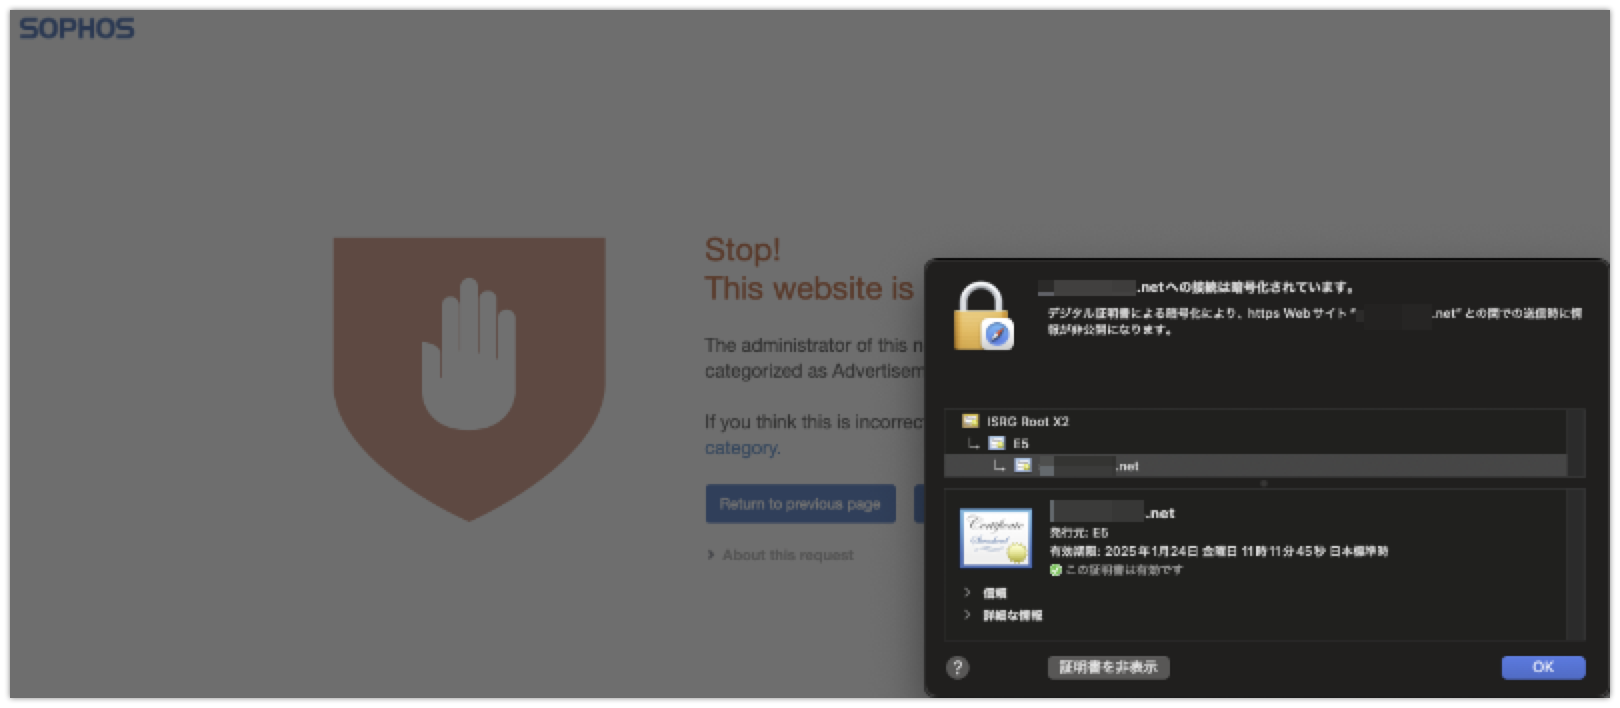 SOPHOS
Stop!
This website is
The administrator of this n
categorized as Advertisem
If you think this is incorrec
category.
Return to previous page
About this request
.netへの接続は暗号化されています。
デジタル証明書による暗号化により、https Webサイト“ .net”との間での送信時に情
報が非公開になります。
ISRG Root X2
E5
.net
.net
発行元: E5
有効期限: 2025年1月24日 金曜日 11時11分45秒 日本標準時
この証明書は有効です
信頼
詳細な情報
?
証明書を非表示
OK